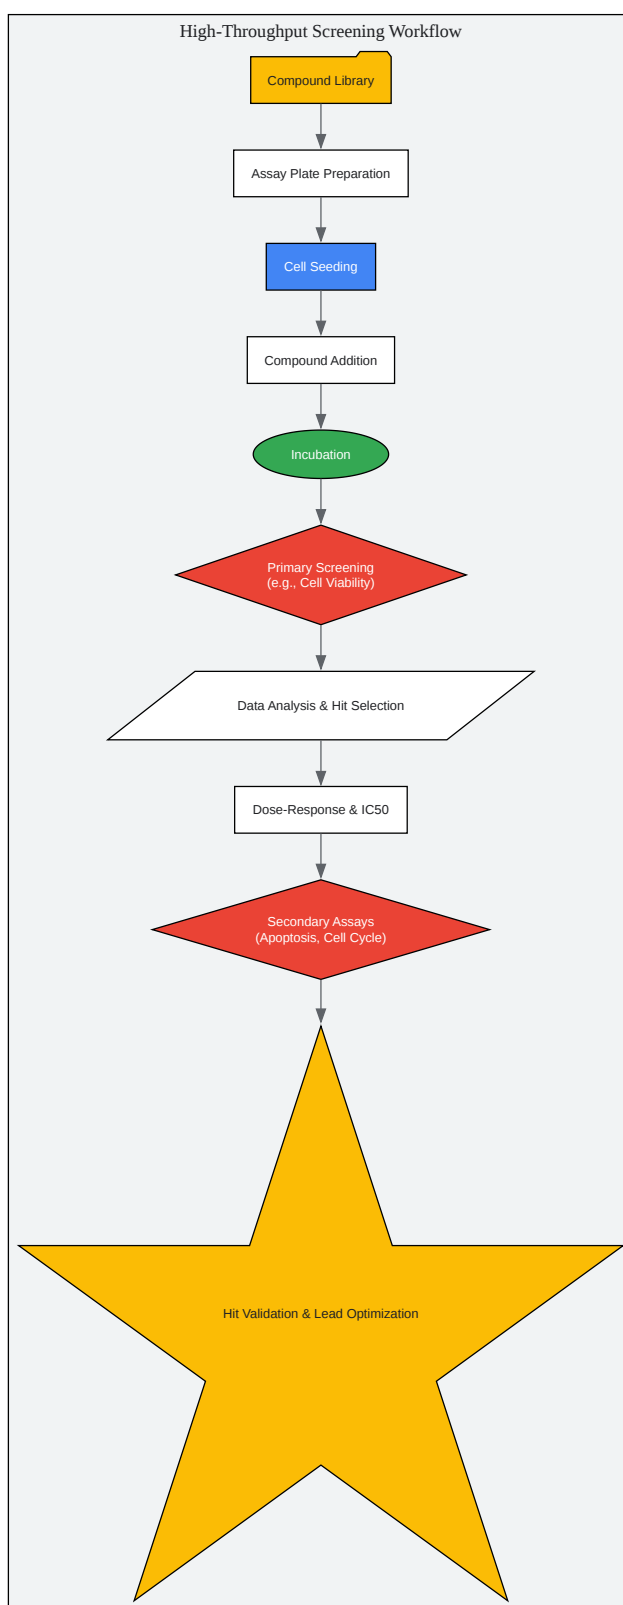 High-Throughput Screening Workflow
Compound Library
Assay Plate Preparation
Cell Seeding
Compound Addition
Incubation
Primary Screening
(e.g., Cell Viability)
Data Analysis & Hit Selection
Dose-Response & IC50
Secondary Assays
(Apoptosis, Cell Cycle)
Hit Validation & Lead Optimization